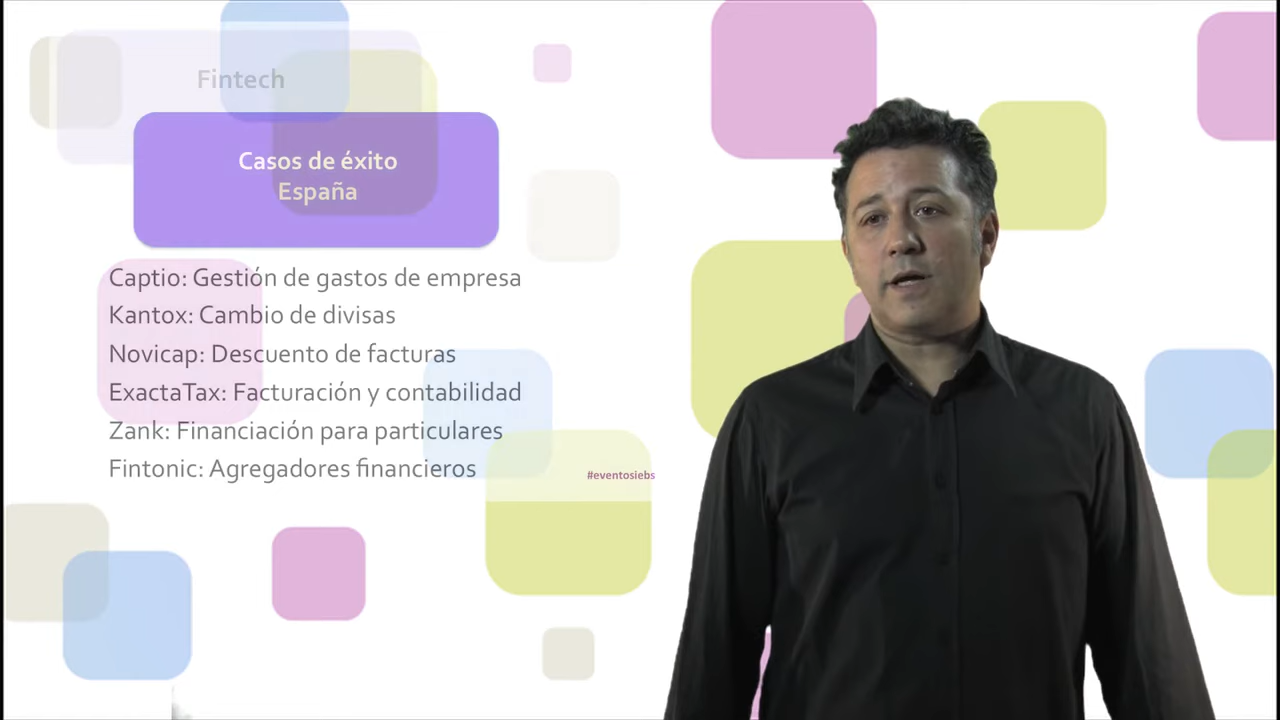 Fintech
Casos de éxito
España
Captio: Gestión de gastos de empresa
Kantox: Cambio de divisas
Novicap: Descuento de facturas
ExactaTax: Facturación y contabilidad
Zank: Financiación para particulares
Fintonic: Agregadores financieros
#eventosiebs